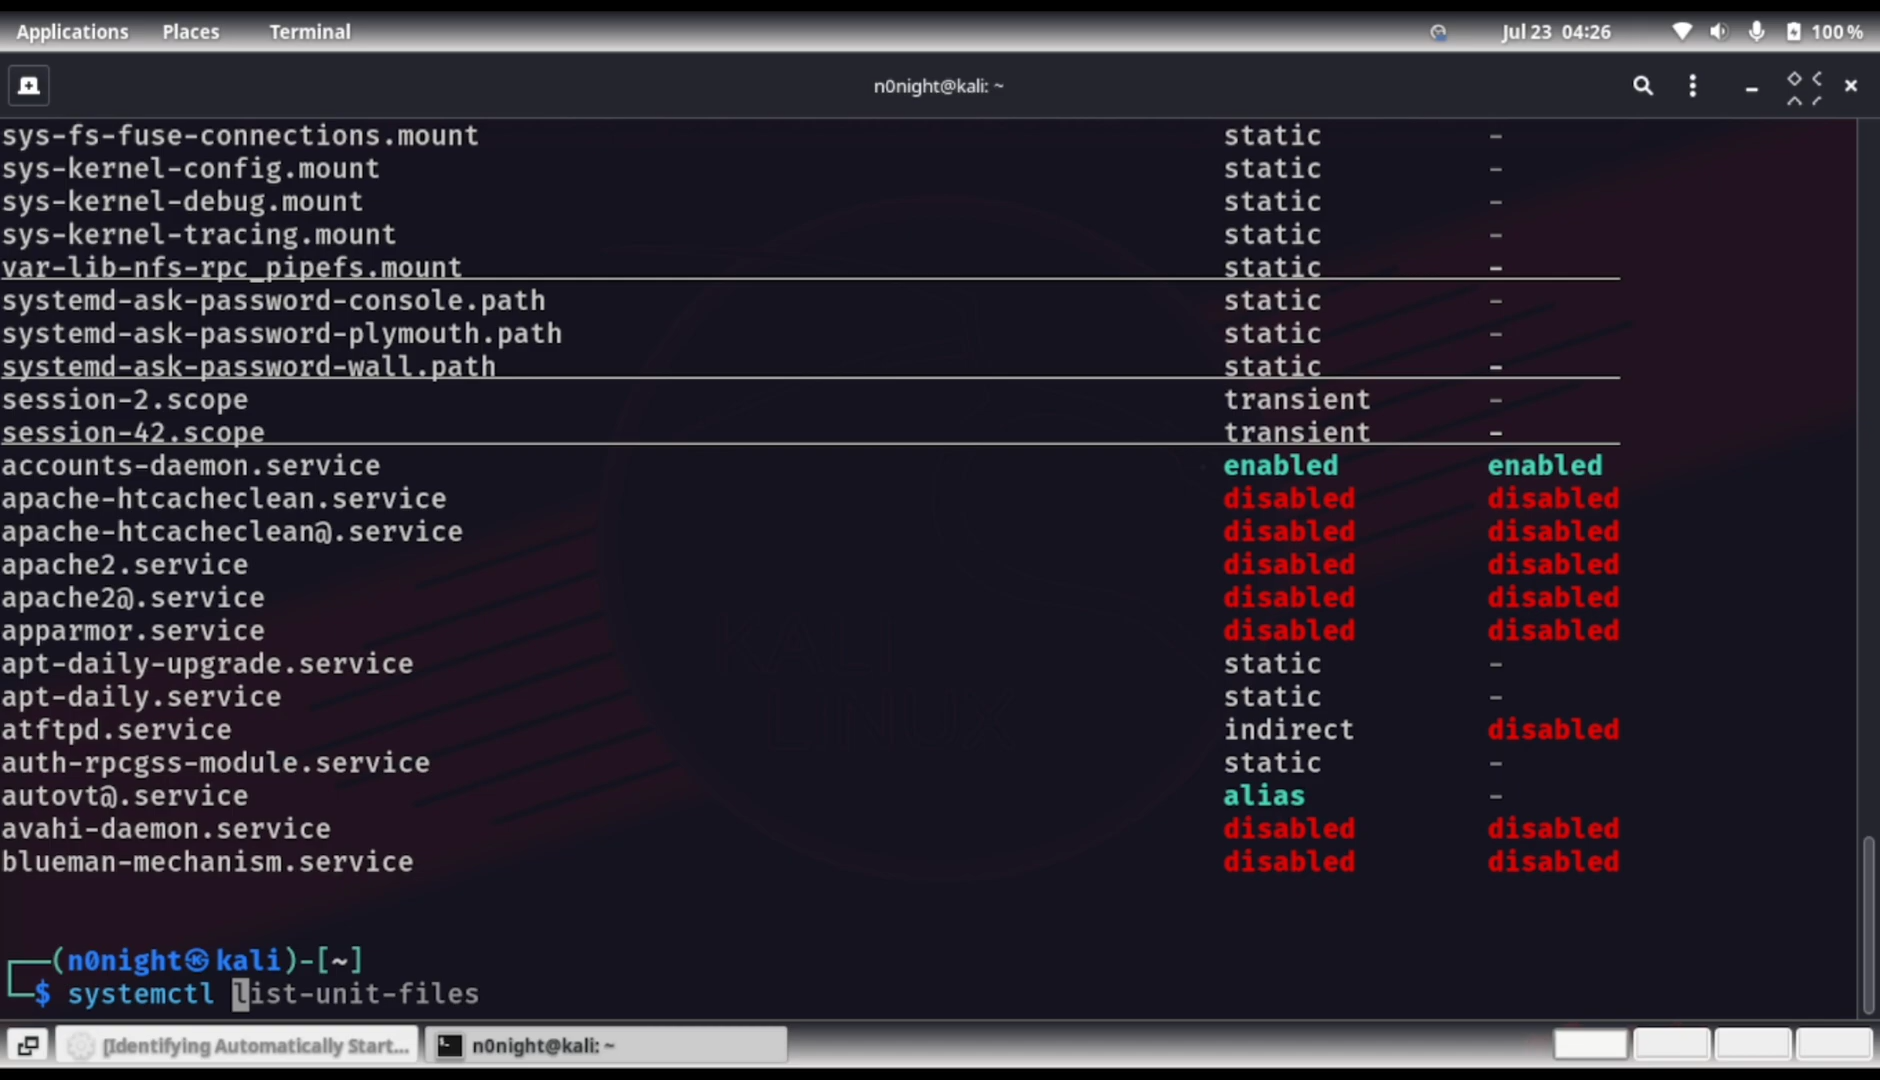 Applications Places Terminal Jul 23 04:26 100 %
n0night@kali: ~
sys-fs-fuse-connections.mount static -
sys-kernel-config.mount static -
sys-kernel-debug.mount static -
sys-kernel-tracing.mount static -
var-lib-nfs-rpc_pipefs.mount static -
systemd-ask-password-console.path static -
systemd-ask-password-plymouth.path static -
systemd-ask-password-wall.path static -
session-2.scope transient -
session-42.scope transient -
accounts-daemon.service enabled enabled
apache-htcacheclean.service disabled disabled
apache-htcacheclean@.service disabled disabled
apache2.service disabled disabled
apache2@.service disabled disabled
apparmor.service disabled disabled
apt-daily-upgrade.service static -
apt-daily.service static -
atftpd.service indirect disabled
auth-rpcgss-module.service static -
autovt@.service alias -
avahi-daemon.service disabled disabled
blueman-mechanism.service disabled disabled
KALI
LINUX
┌──(n0night㉿kali)-[~]
└─$ systemctl list-unit-files
[Identifying Automatically Start... n0night@kali: ~